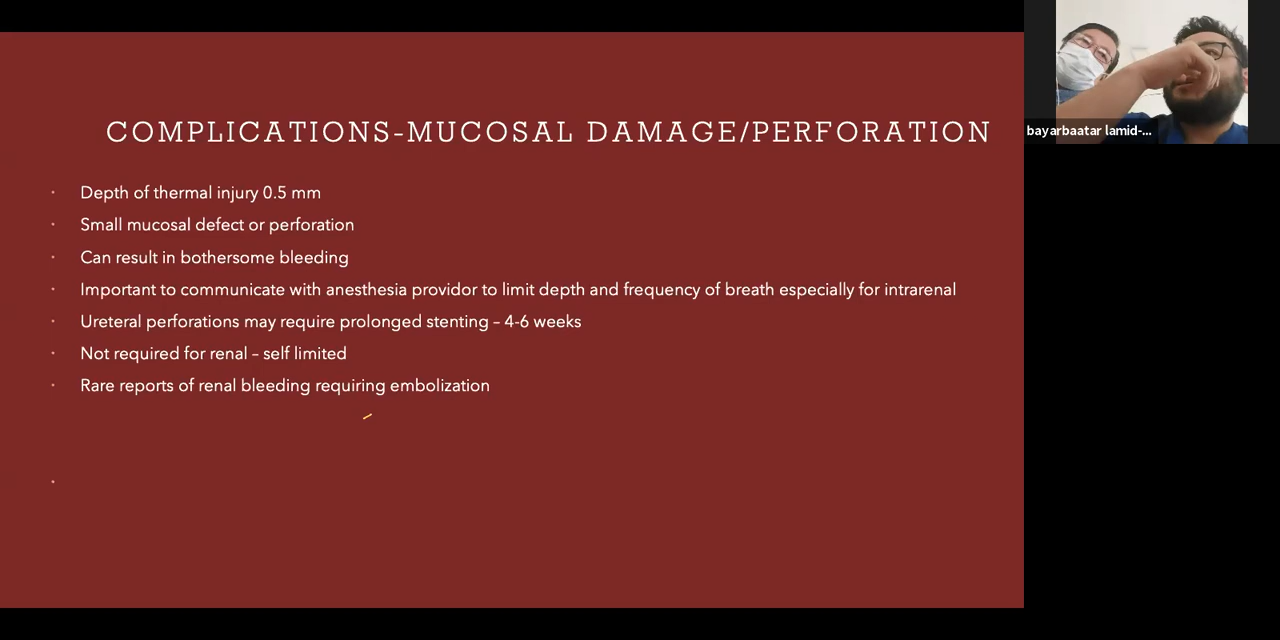 COMPLICATIONS-MUCOSAL DAMAGE/PERFORATION
Depth of thermal injury 0.5 mm
Small mucosal defect or perforation
Can result in bothersome bleeding
Important to communicate with anesthesia providor to limit depth and frequency of breath especially for intrarenal
Ureteral perforations may require prolonged stenting – 4-6 weeks
Not required for renal – self limited
Rare reports of renal bleeding requiring embolization
bayarbaatar lamid-...